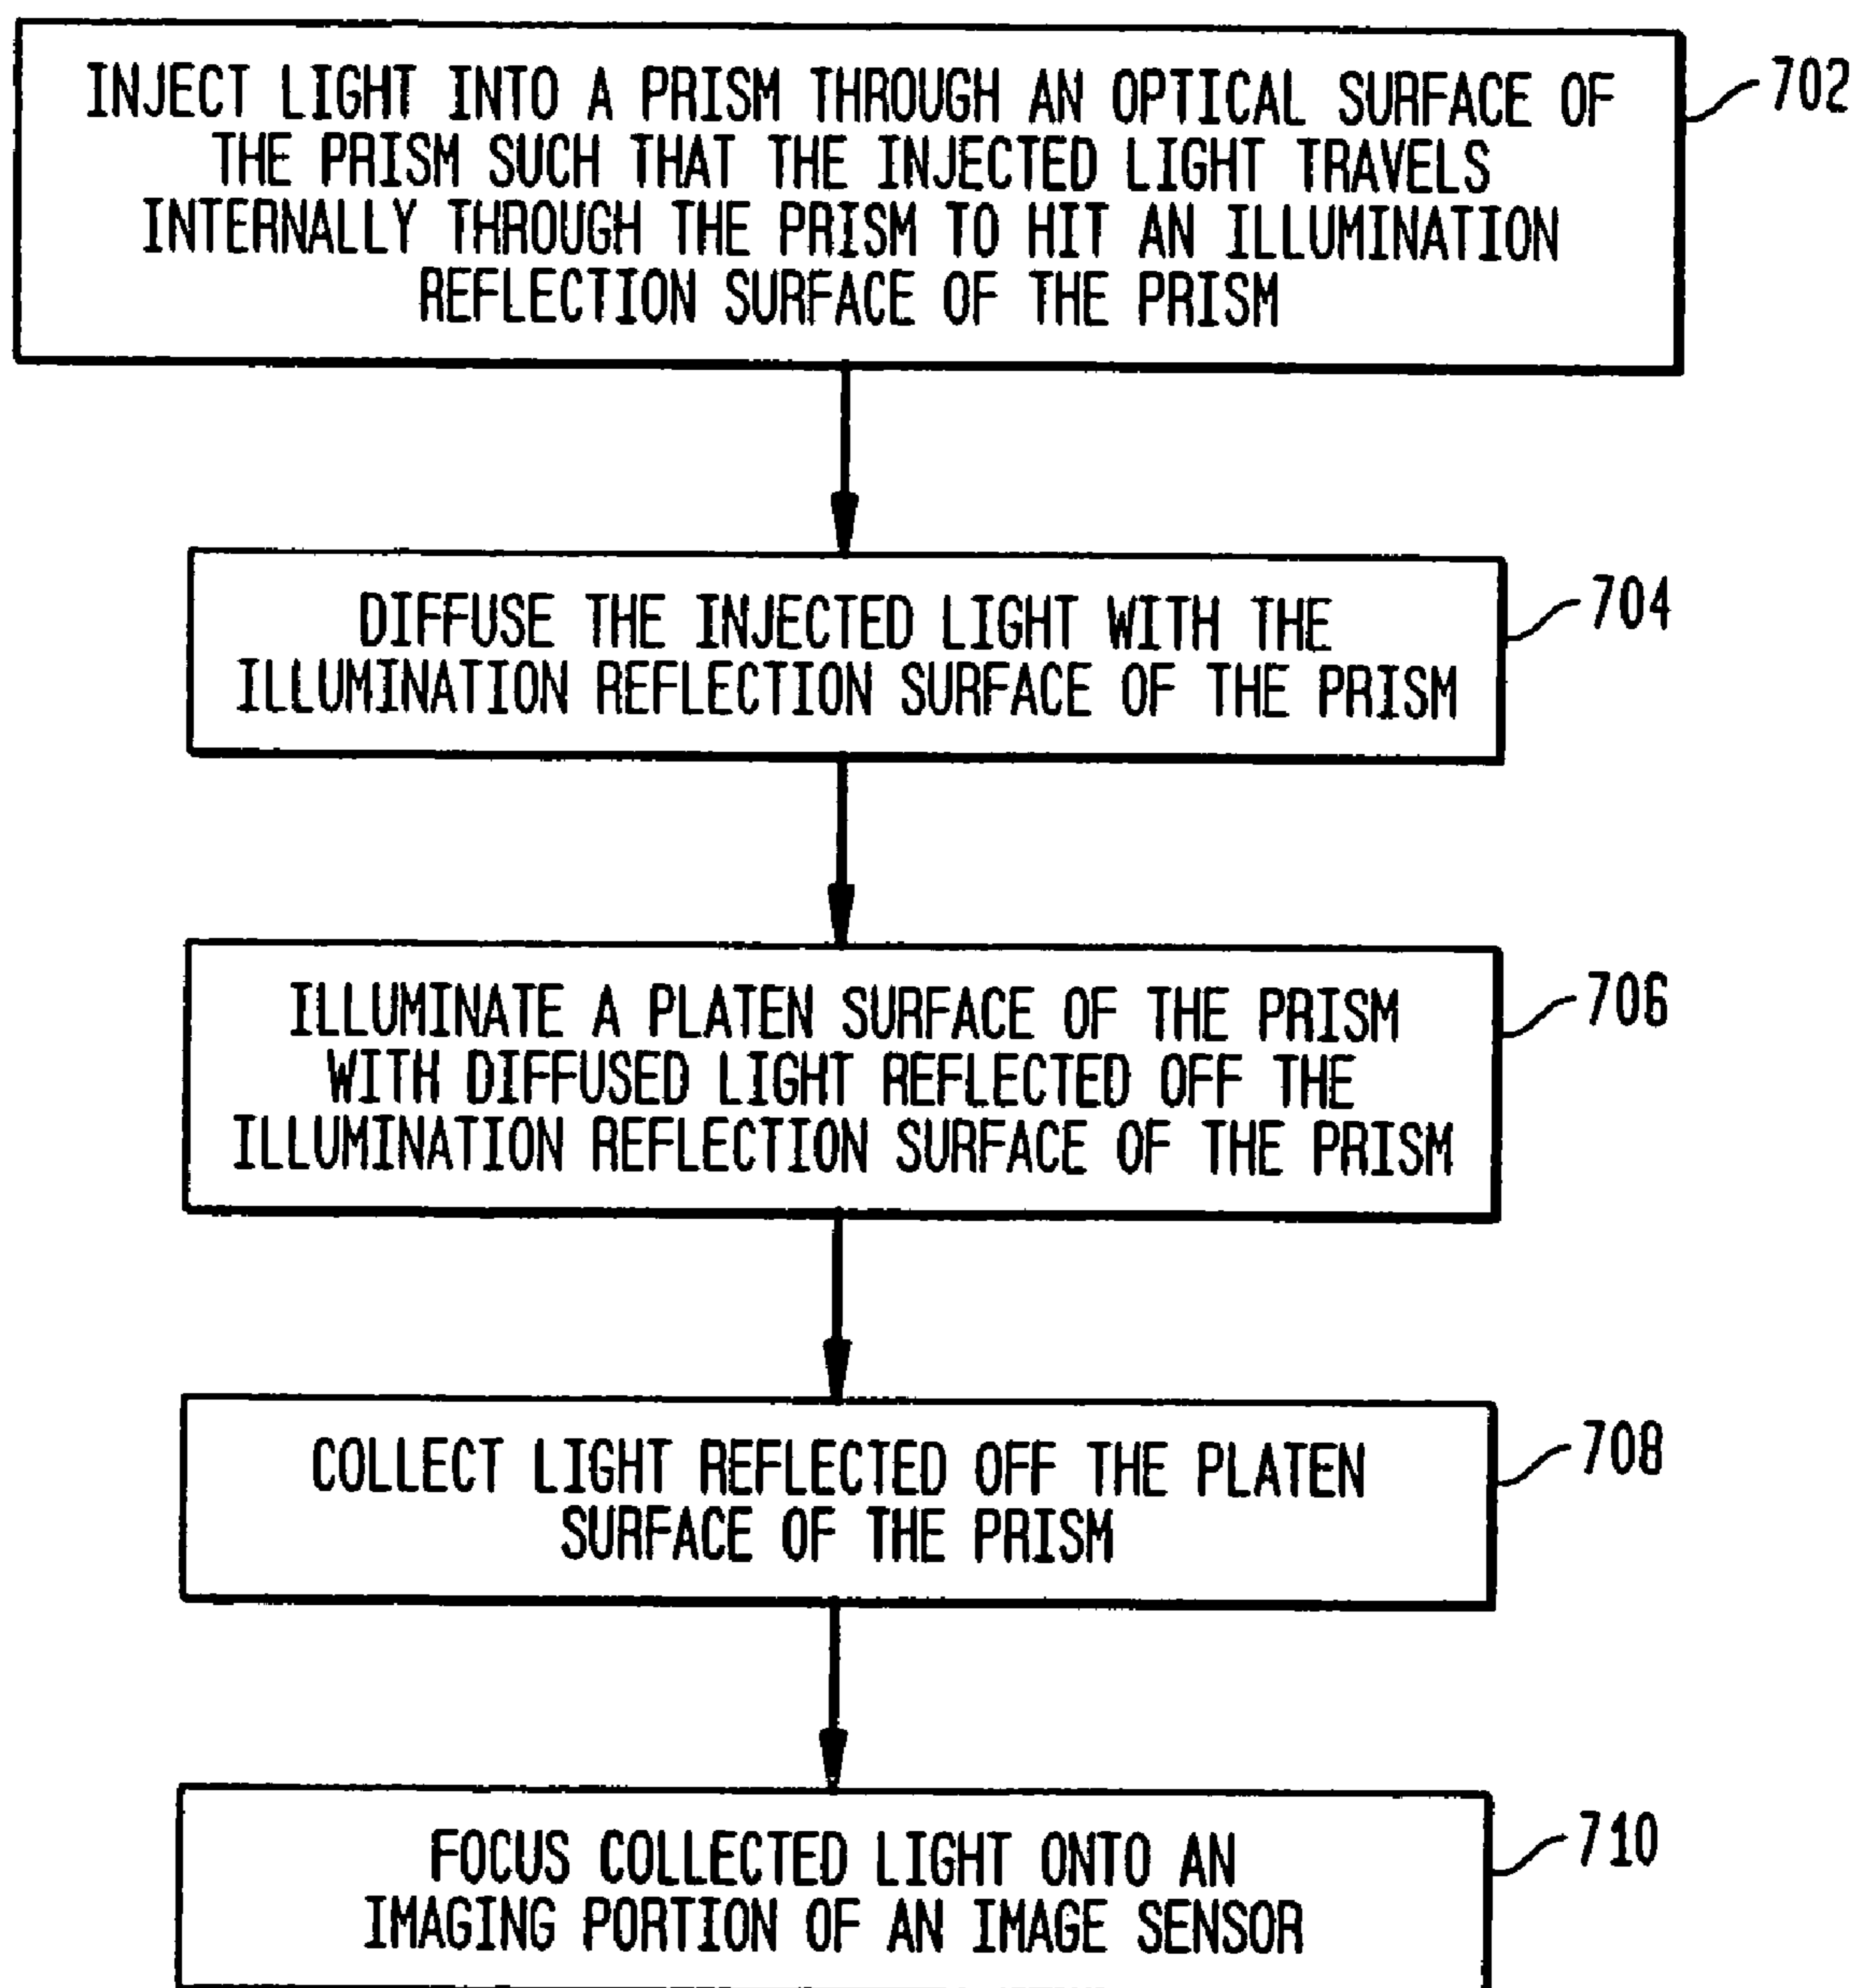 INJECT LIGHT INTO A PRISM THROUGH AN OPTICAL SURFACE OF
THE PRISM SUCH THAT THE INJECTED LIGHT TRAVELS
INTERNALLY THROUGH THE PRISM TO HIT AN ILLUMINATION
REFLECTION SURFACE OF THE PRISM
702
DIFFUSE THE INJECTED LIGHT WITH THE
ILLUMINATION REFLECTION SURFACE OF THE PRISM
704
ILLUMINATE A PLATEN SURFACE OF THE PRISM
WITH DIFFUSED LIGHT REFLECTED OFF THE
ILLUMINATION REFLECTION SURFACE OF THE PRISM
706
COLLECT LIGHT REFLECTED OFF THE PLATEN
SURFACE OF THE PRISM
708
FOCUS COLLECTED LIGHT ONTO AN
IMAGING PORTION OF AN IMAGE SENSOR
710